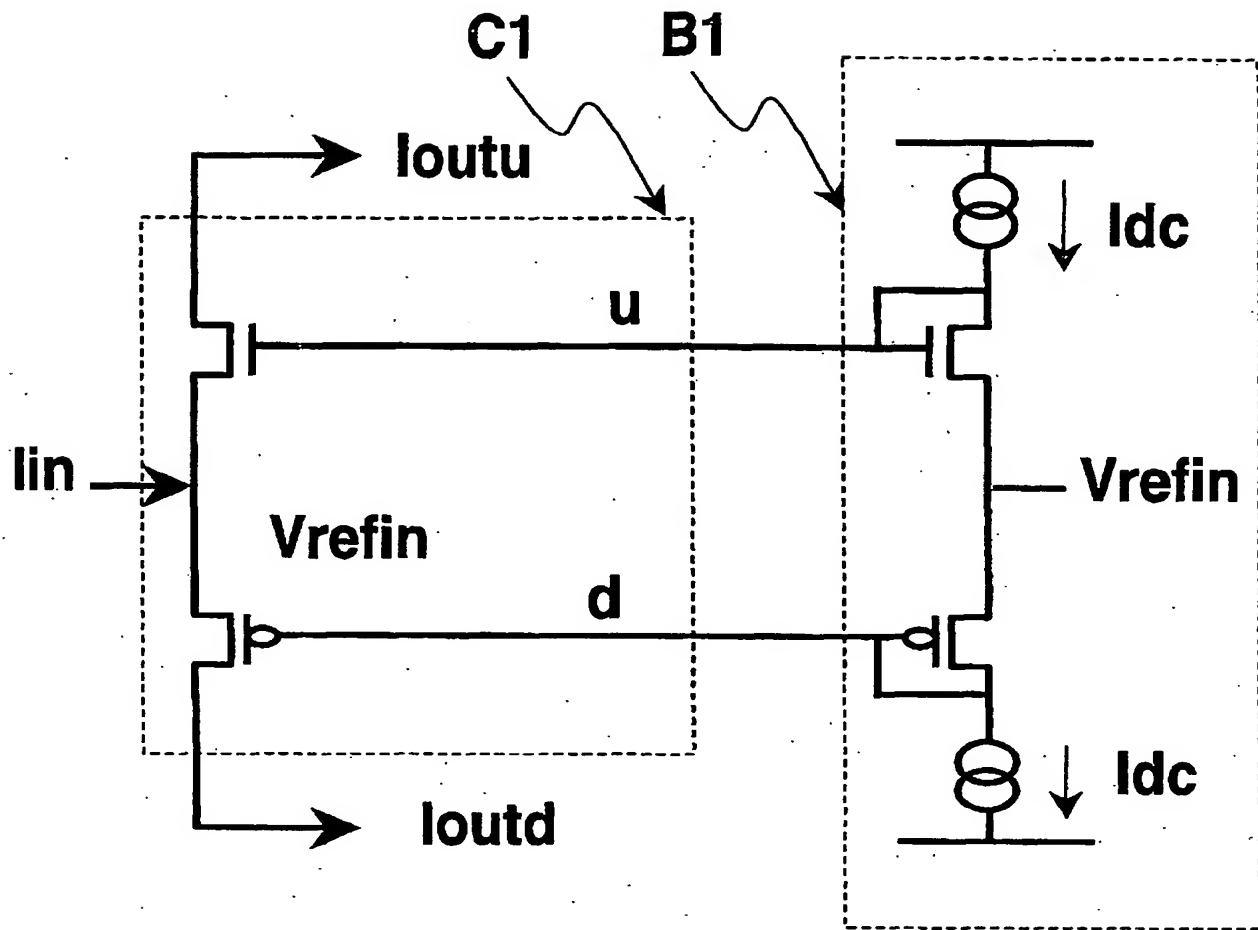 C1
B1
Ioutu
Idc
u
Iin
Vrefin
Vrefin
d
Idc
Ioutd